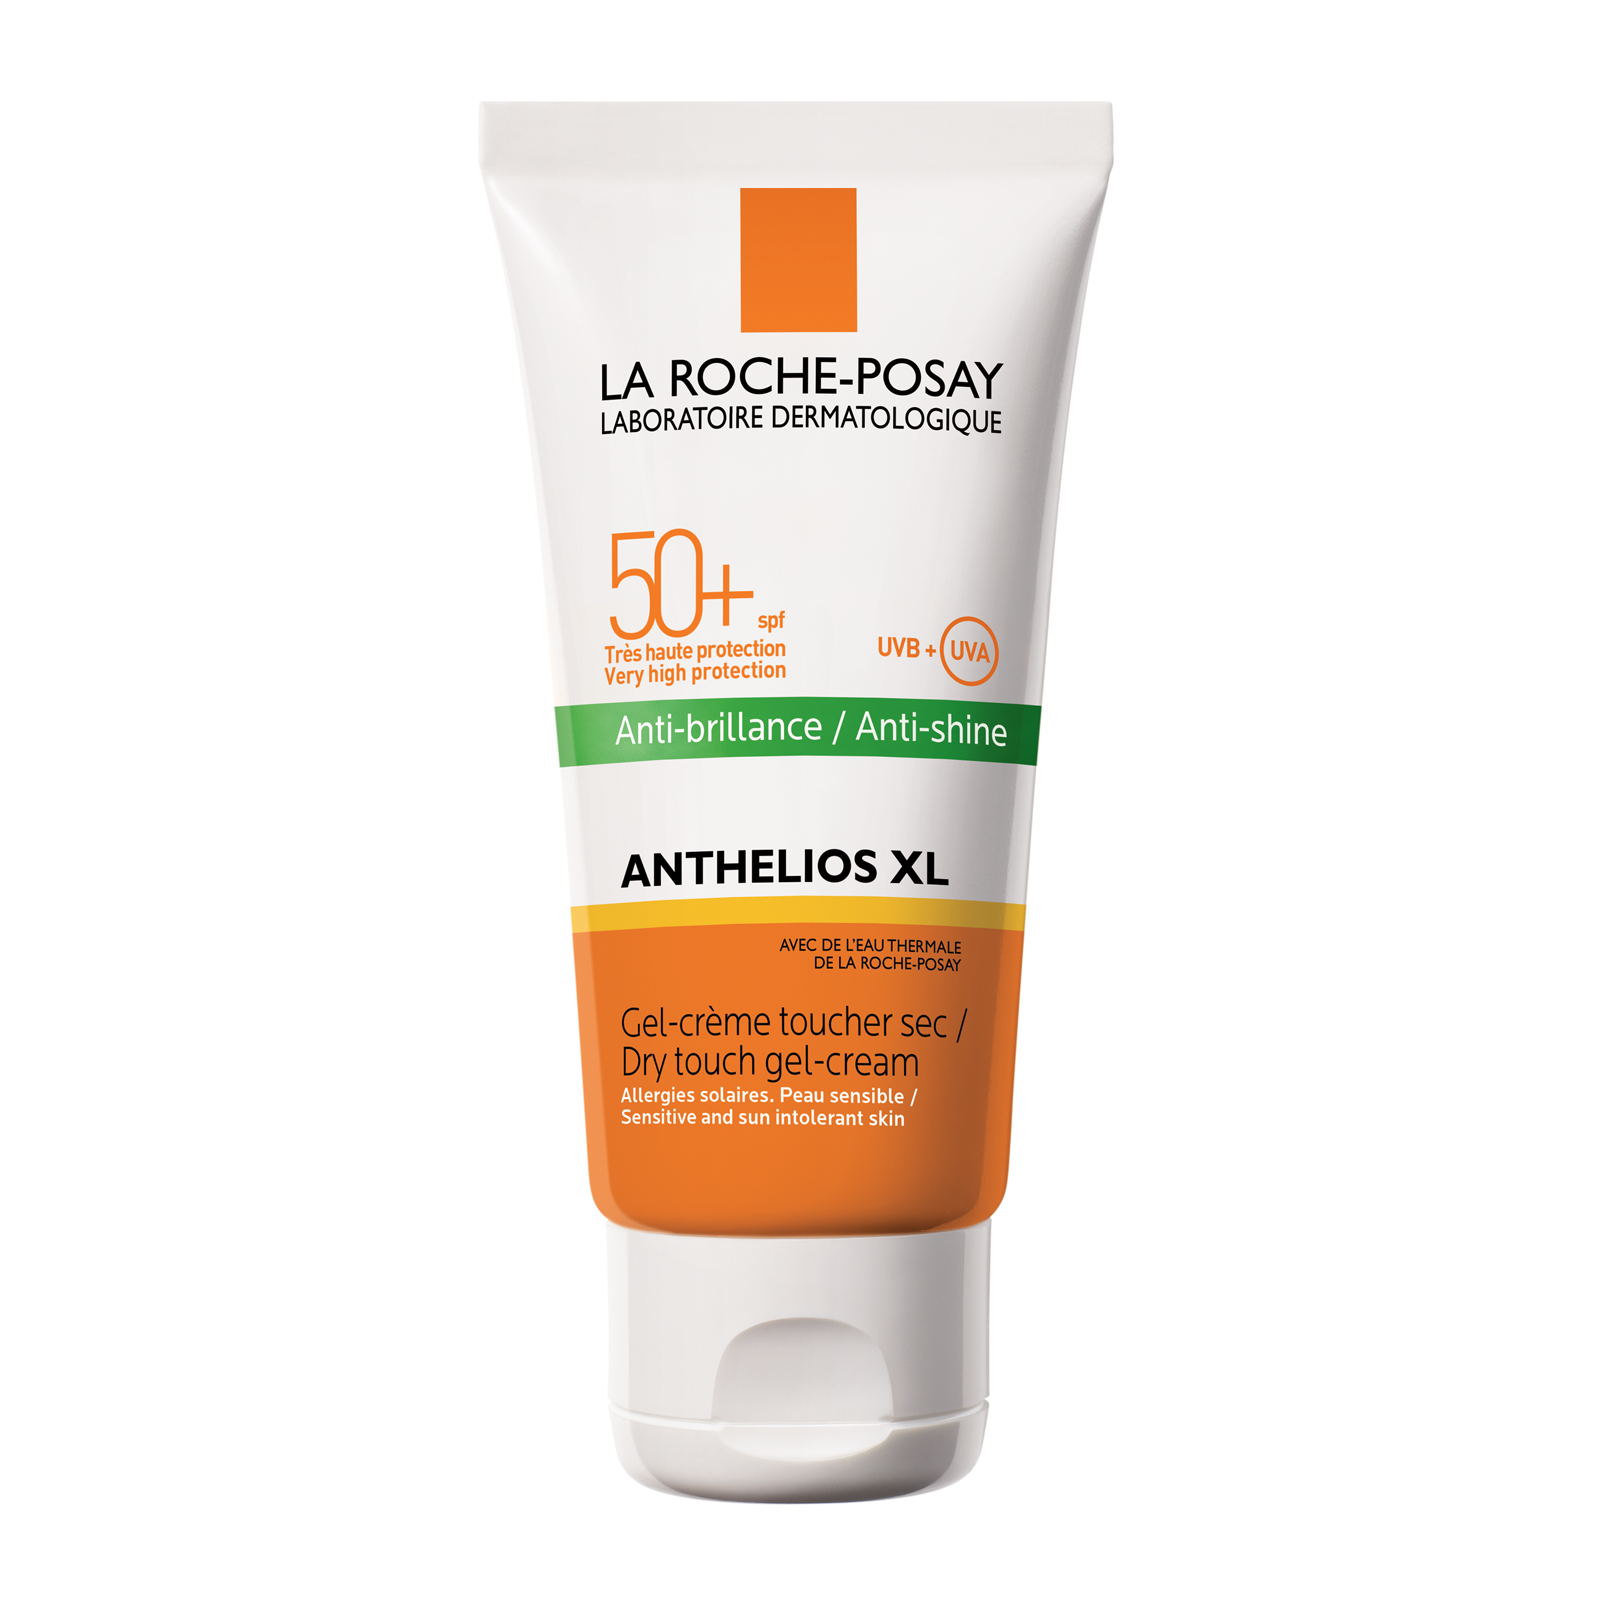 LA ROCHE-POSAY
LABORATOIRE DERMATOLOGIQUE
50+ spf
Très haute protection
Very high protection
UVB + UVA
Anti-brillance / Anti-shine
ANTHELIOS XL
AVEC DE L'EAU THERMALE
DE LA ROCHE-POSAY
Gel-crème toucher sec /
Dry touch gel-cream
Allergies solaires. Peau sensible /
Sensitive and sun intolerant skin